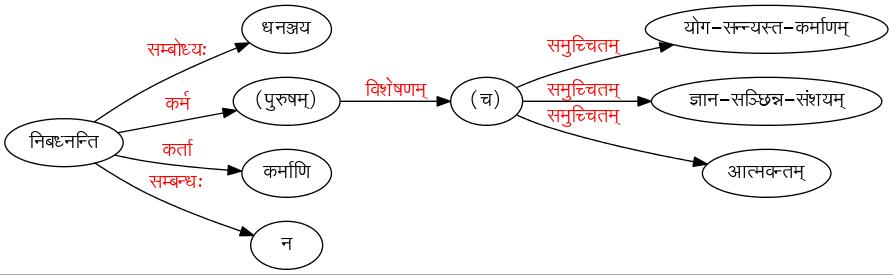 सम्बोध्यः
धनञ्जय
कर्म
(पुरुषम्)
विशेषणम्
(च)
समुच्चितम्
योग-सन्न्यस्त-कर्माणम्
समुच्चितम्
ज्ञान-सञ्छिन्न-संशयम्
समुच्चितम्
आत्मवन्तम्
निबध्नन्ति
कर्ता
कर्माणि
सम्बन्धः
न